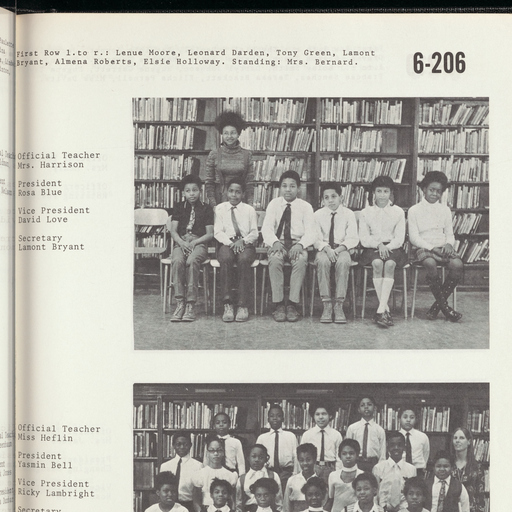 First Row l.to r.: Lenue Moore, Leonard Darden, Tony Green, Lamont
Bryant, Almena Roberts, Elsie Holloway. Standing: Mrs. Bernard.
6-206
Official Teacher
Mrs. Harrison
President
Rosa Blue
Vice President
David Love
Secretary
Lamont Bryant
Official Teacher
Miss Heflin
President
Yasmin Bell
Vice President
Ricky Lambright
Secretary